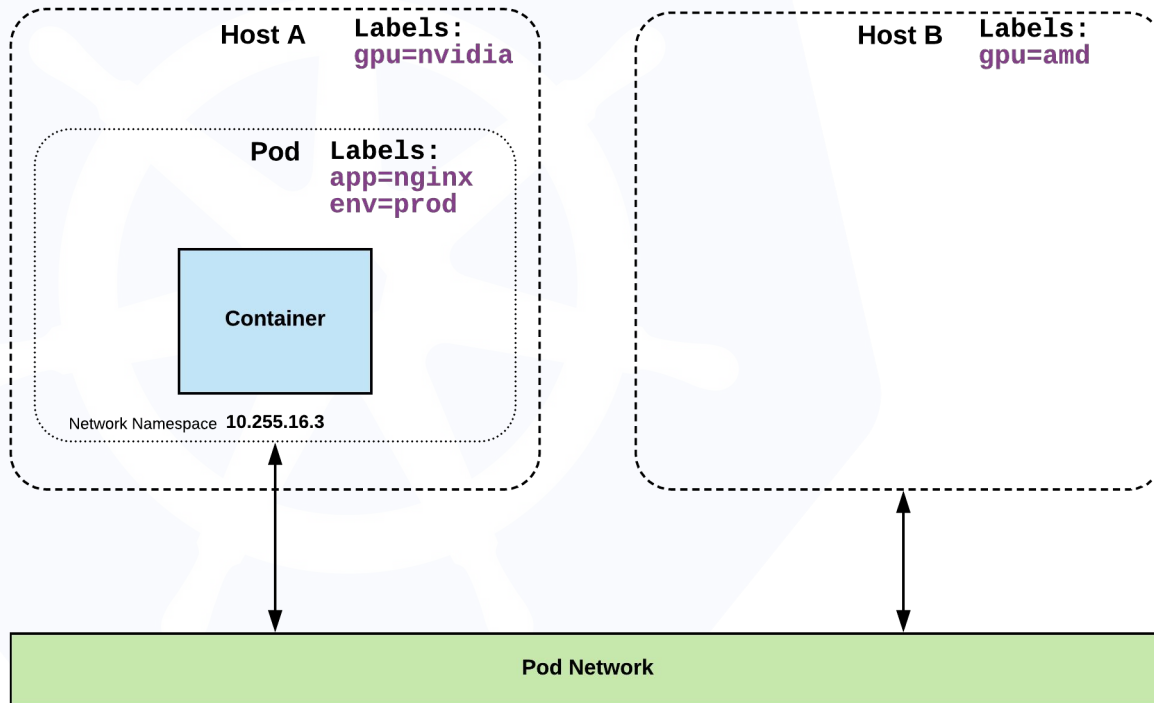 Host A
Labels:
gpu=nvidia
Pod
Labels:
app=nginx
env=prod
Container
Network Namespace 10.255.16.3
Host B
Labels:
gpu=amd
Pod Network